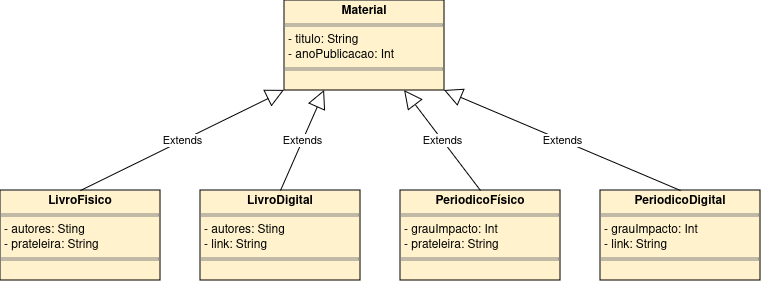 Material
- titulo: String
- anoPublicacao: Int
Extends
Extends
Extends
Extends
LivroFisico
- autores: Sting
- prateleira: String
LivroDigital
- autores: Sting
- link: String
PeriodicoFísico
- grauImpacto: Int
- prateleira: String
PeriodicoDigital
- grauImpacto: Int
- link: String